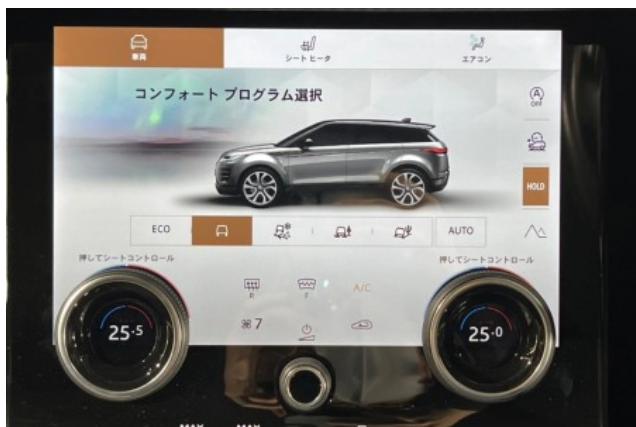 車両
シート ヒータ
エアコン
コンフォート プログラム選択
A
OFF
HOLD
ECO
AUTO
押してシートコントロール
押してシートコントロール
R
F
A/C
25.5
7
25.0
MAX
MAX